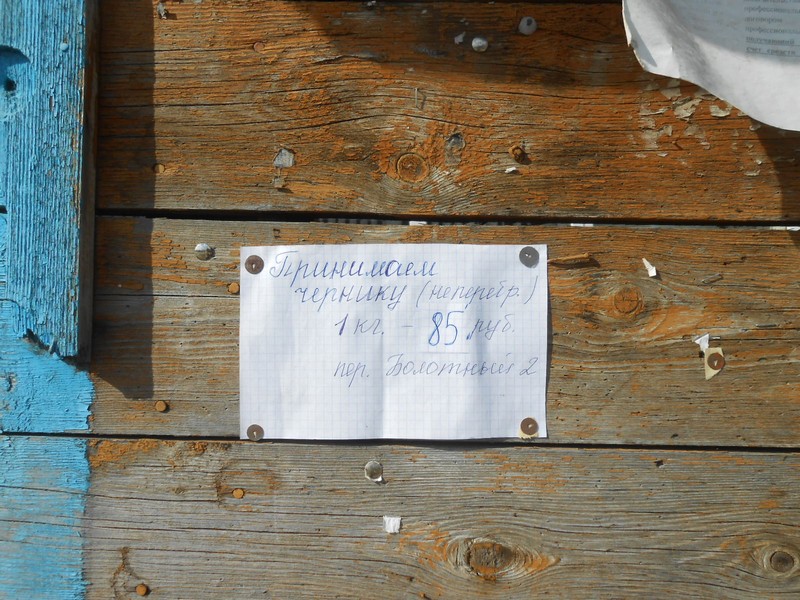 Принимаем
чернику (неперебр.)
1 кг. – 85 руб.
пер. Болотный 2